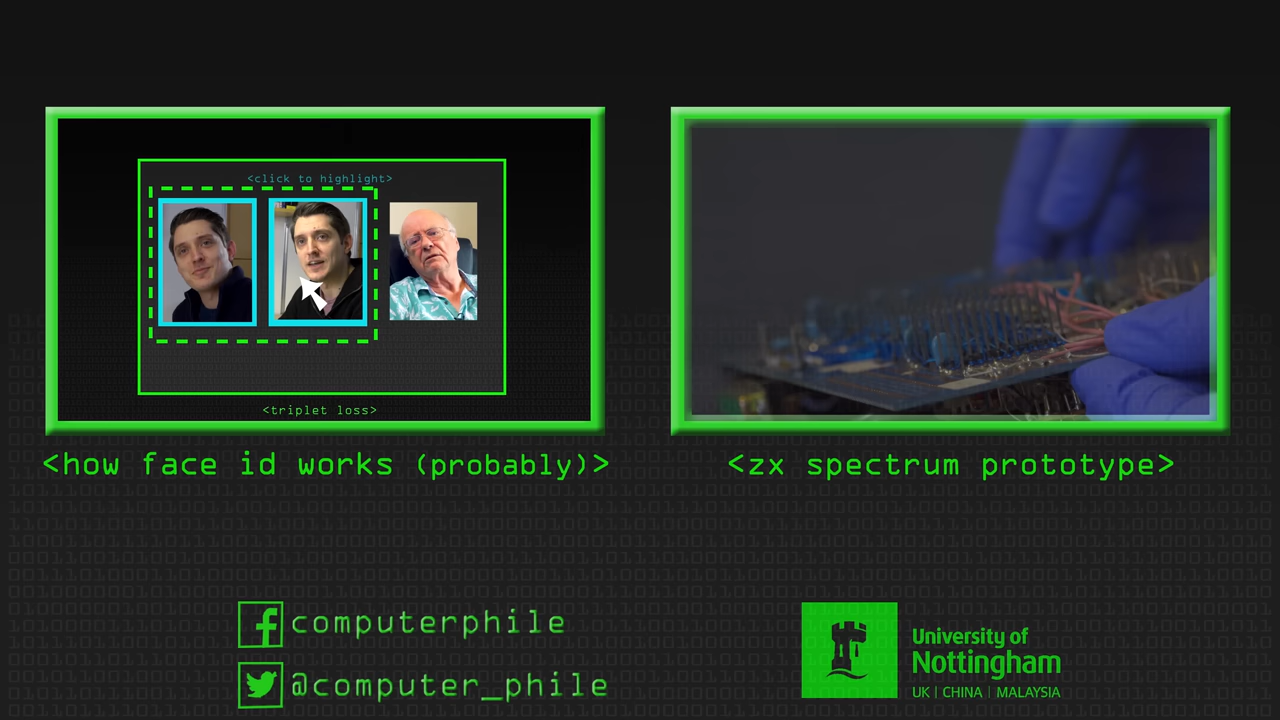 <click to highlight>
<triplet loss>
<how face id works (probably)>
<zx spectrum prototype>
computerphile
@computer_phile
University of
Nottingham
UK | CHINA | MALAYSIA